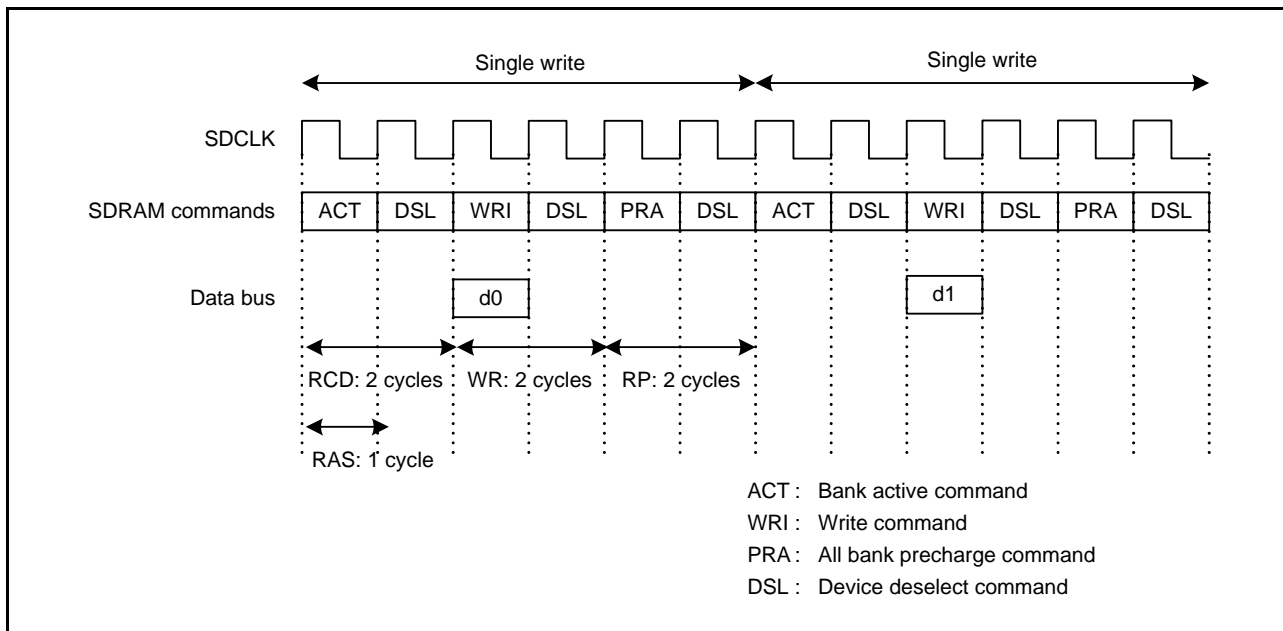 Single write Single write
SDCLK
SDRAM commands ACT DSL WRI DSL PRA DSL ACT DSL WRI DSL PRA DSL
Data bus d0 d1
RCD: 2 cycles WR: 2 cycles RP: 2 cycles
RAS: 1 cycle
ACT : Bank active command
WRI : Write command
PRA : All bank precharge command
DSL : Device deselect command